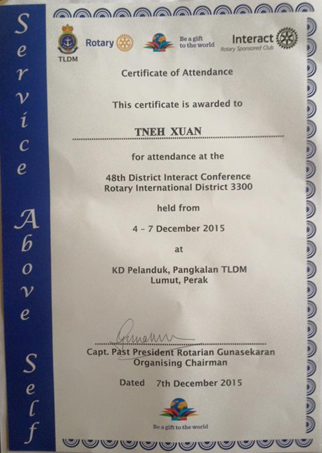 Service Above Self
TLDM
Rotary
Be a gift
to the world
Interact
Rotary Sponsored Club
Certificate of Attendance
This certificate is awarded to
TNEH XUAN
for attendance at the
48th District Interact Conference
Rotary International District 3300
held from
4 - 7 December 2015
at
KD Pelanduk, Pangkalan TLDM
Lumut, Perak
Capt. Past President Rotarian Gunasekaran
Organising Chairman
Dated 7th December 2015
Be a gift to the world